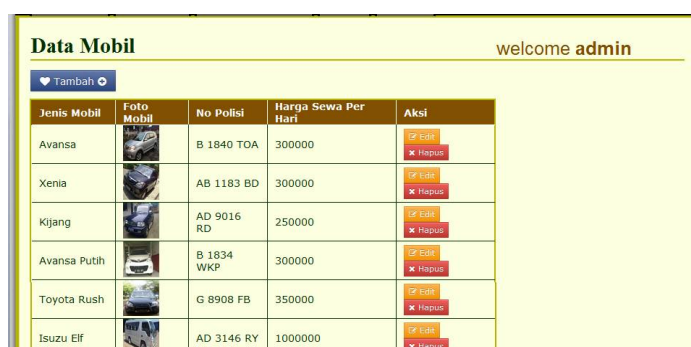 Data Mobil
welcome admin
Tambah
Jenis Mobil Foto Mobil No Polisi Harga Sewa Per Hari Aksi
Avansa B 1840 TOA 300000 Edit
Hapus
Xenia AB 1183 BD 300000 Edit
Hapus
Kijang AD 9016 RD 250000 Edit
Hapus
Avansa Putih B 1834 WKP 300000 Edit
Hapus
Toyota Rush G 8908 FB 350000 Edit
Hapus
Isuzu Elf AD 3146 RY 1000000 Edit
Hapus